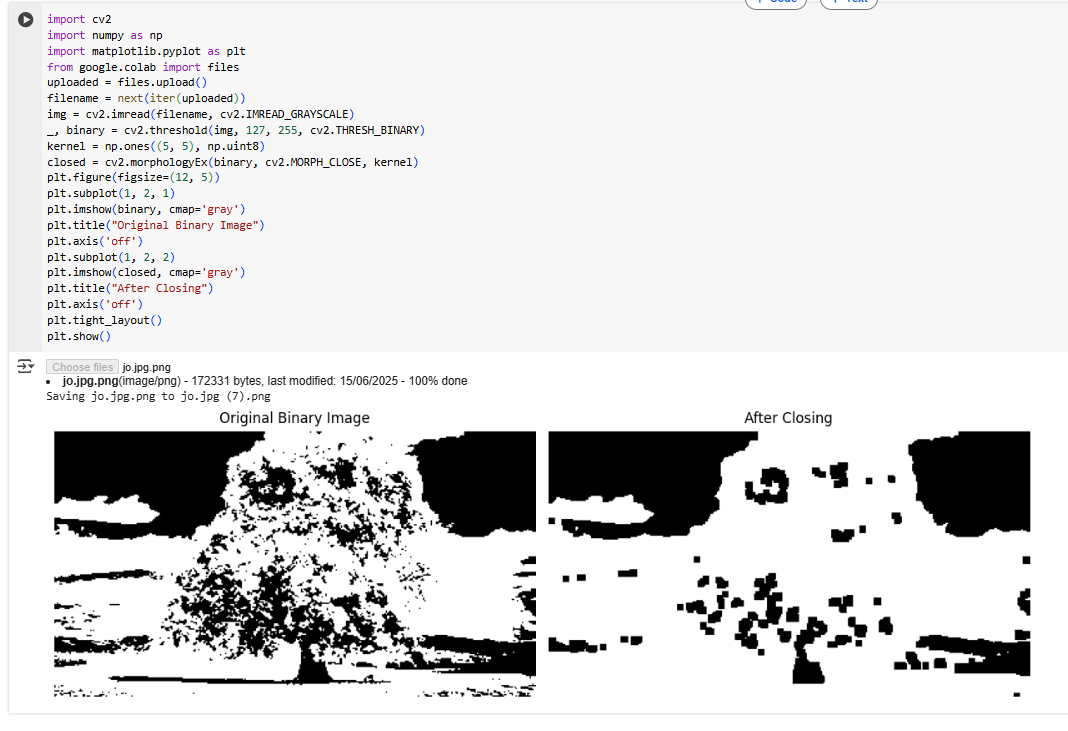 + Code + Text
import cv2
import numpy as np
import matplotlib.pyplot as plt
from google.colab import files
uploaded = files.upload()
filename = next(iter(uploaded))
img = cv2.imread(filename, cv2.IMREAD_GRAYSCALE)
_, binary = cv2.threshold(img, 127, 255, cv2.THRESH_BINARY)
kernel = np.ones((5, 5), np.uint8)
closed = cv2.morphologyEx(binary, cv2.MORPH_CLOSE, kernel)
plt.figure(figsize=(12, 5))
plt.subplot(1, 2, 1)
plt.imshow(binary, cmap='gray')
plt.title("Original Binary Image")
plt.axis('off')
plt.subplot(1, 2, 2)
plt.imshow(closed, cmap='gray')
plt.title("After Closing")
plt.axis('off')
plt.tight_layout()
plt.show()
Choose files jo.jpg.png
• jo.jpg.png(image/png) - 172331 bytes, last modified: 15/06/2025 - 100% done
Saving jo.jpg.png to jo.jpg (7).png
Original Binary Image After Closing